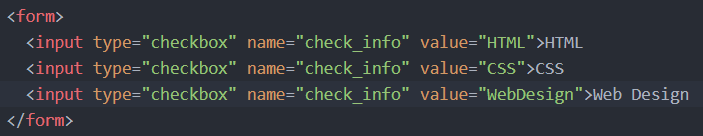 <form>
<input type="checkbox" name="check_info" value="HTML">HTML
<input type="checkbox" name="check_info" value="CSS">CSS
<input type="checkbox" name="check_info" value="WebDesign">Web Design
</form>